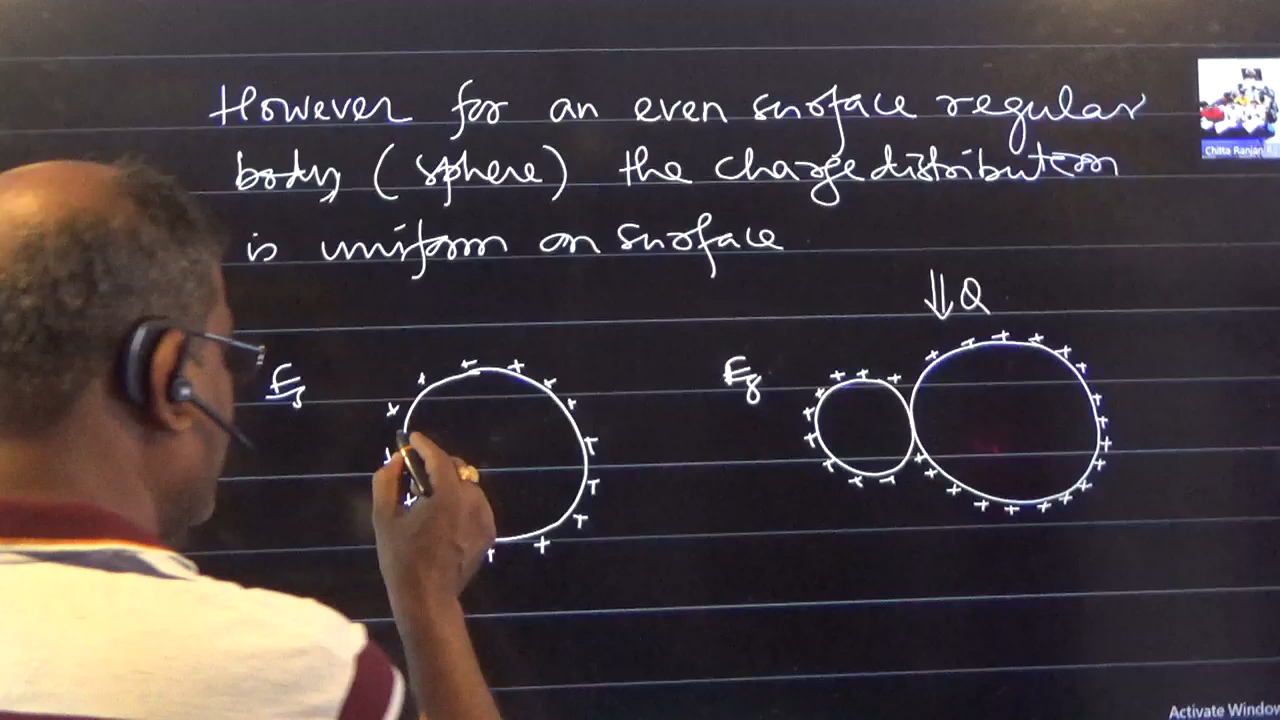 However for an even surface regular
body, (sphere) the charge distribution
is uniform on surface
Q
Eg
Eg
Chitta Ranjan
Activate Window